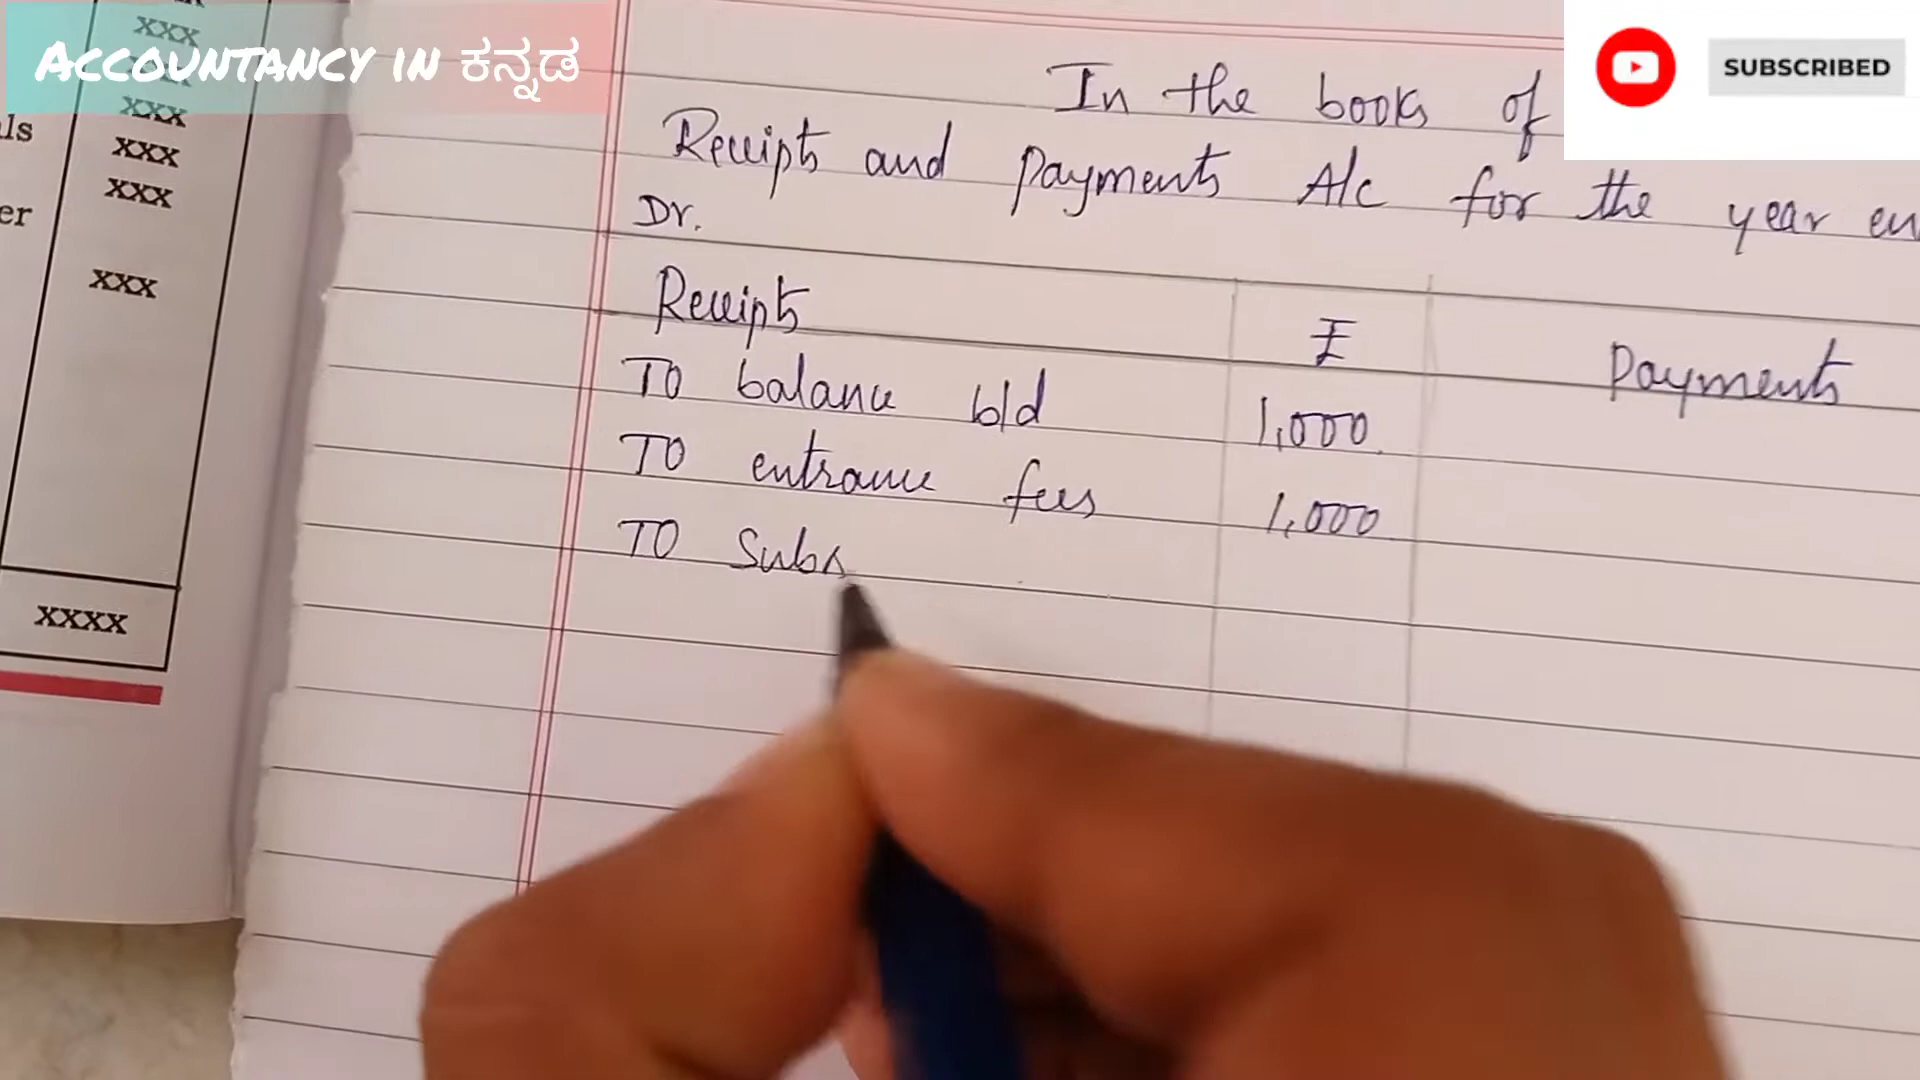 ACCOUNTANCY IN ಕನ್ನಡ
SUBSCRIBED
xxx
xxx
xxx
ls
xxx
er
xxx
xxx
xxxx
In the books of
Receipts and payments A/c for the year en
Dr.
Receipts ₹ Payments
TO balance b/d 1,000
TO entrance fees 1,000
TO Subs